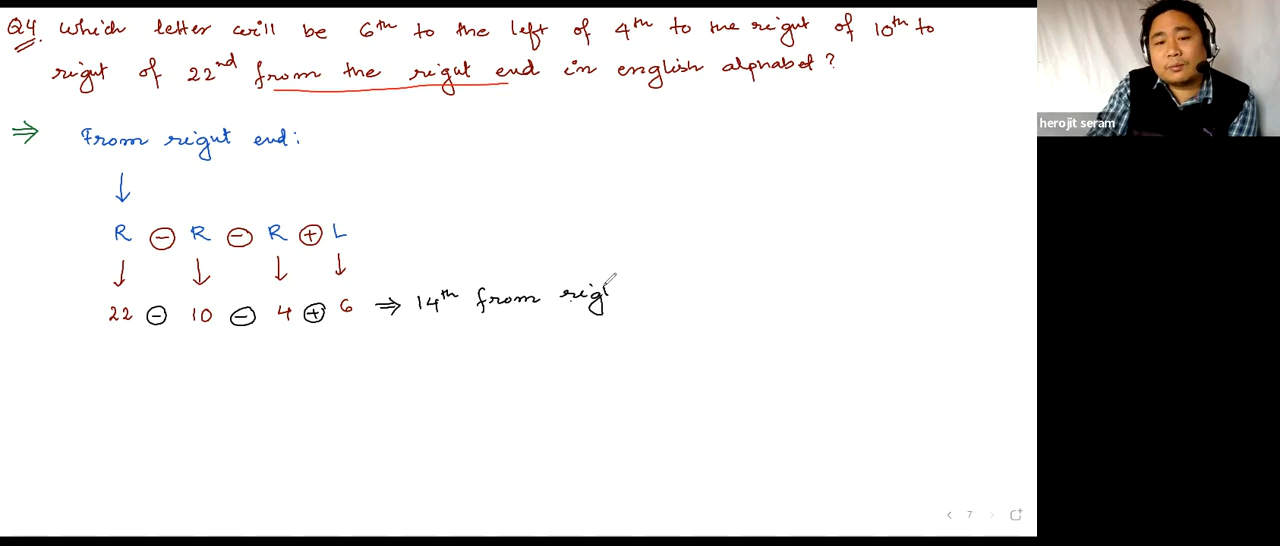 Q4. Which letter will be 6th to the left of 4th to the right of 10th to
right of 22nd from the right end in english alphabet?
⇒ From right end:
↓
R ⊖ R ⊖ R ⊕ L
↓ ↓ ↓ ↓
22 ⊖ 10 ⊖ 4 ⊕ 6 ⇒ 14th from righ
herojit seram
< 7 >